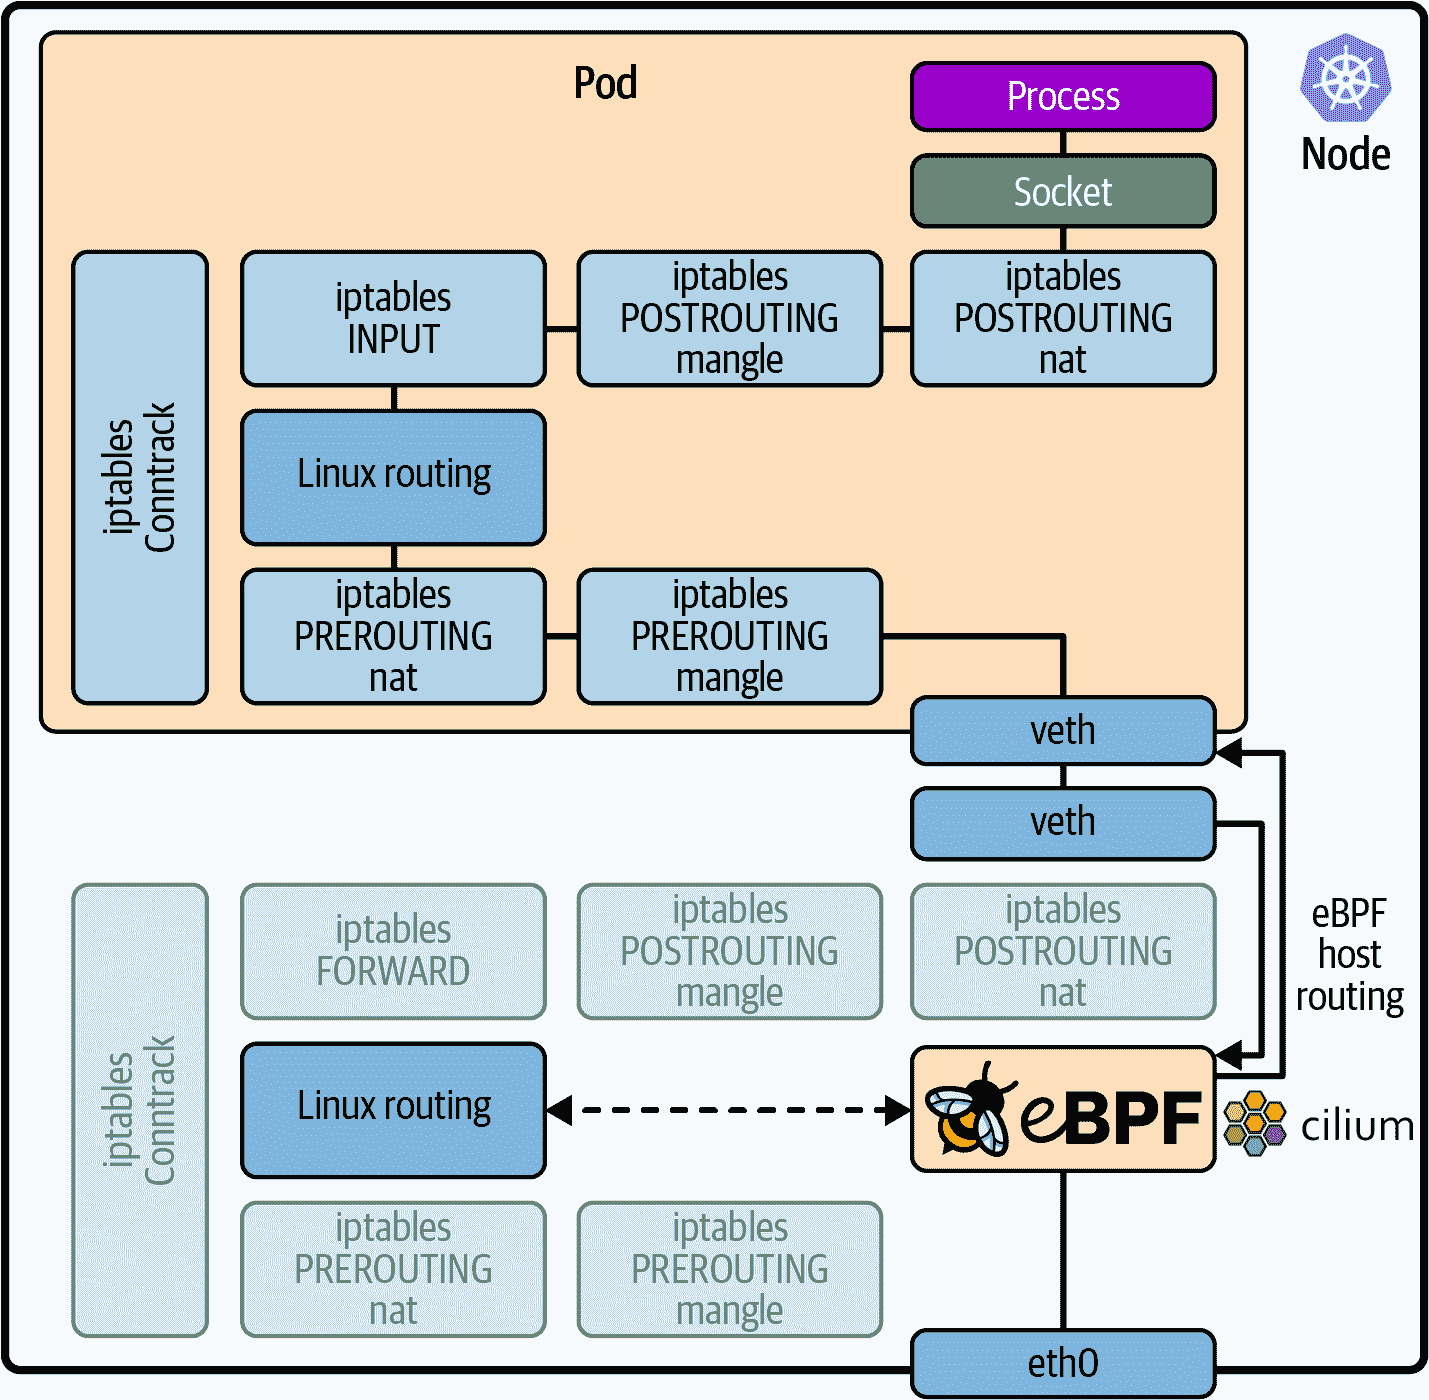 Pod
Process
Node
Socket
iptables
INPUT
iptables
POSTROUTING
mangle
iptables
POSTROUTING
nat
iptables
Conntrack
Linux routing
iptables
PREROUTING
nat
iptables
PREROUTING
mangle
veth
veth
iptables
FORWARD
iptables
POSTROUTING
mangle
iptables
POSTROUTING
nat
eBPF
host
routing
iptables
Conntrack
Linux routing
eBPF
cilium
iptables
PREROUTING
nat
iptables
PREROUTING
mangle
eth0